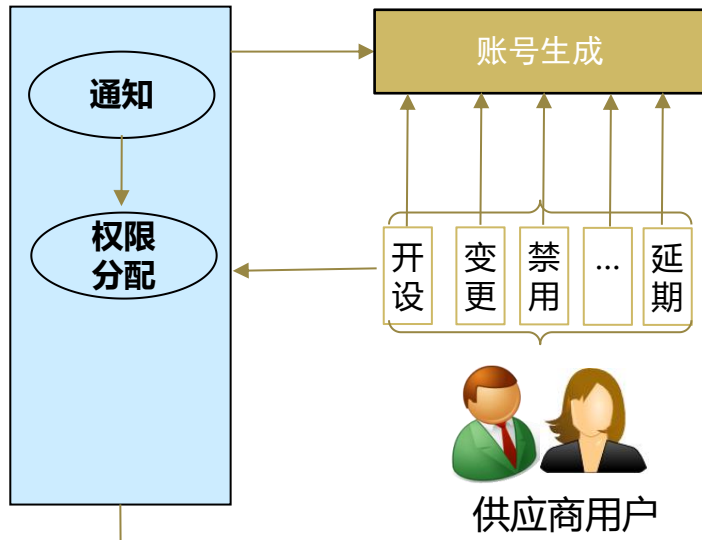 账号生成
通知
权限
分配
开设
变更
禁用
...
延期
供应商用户